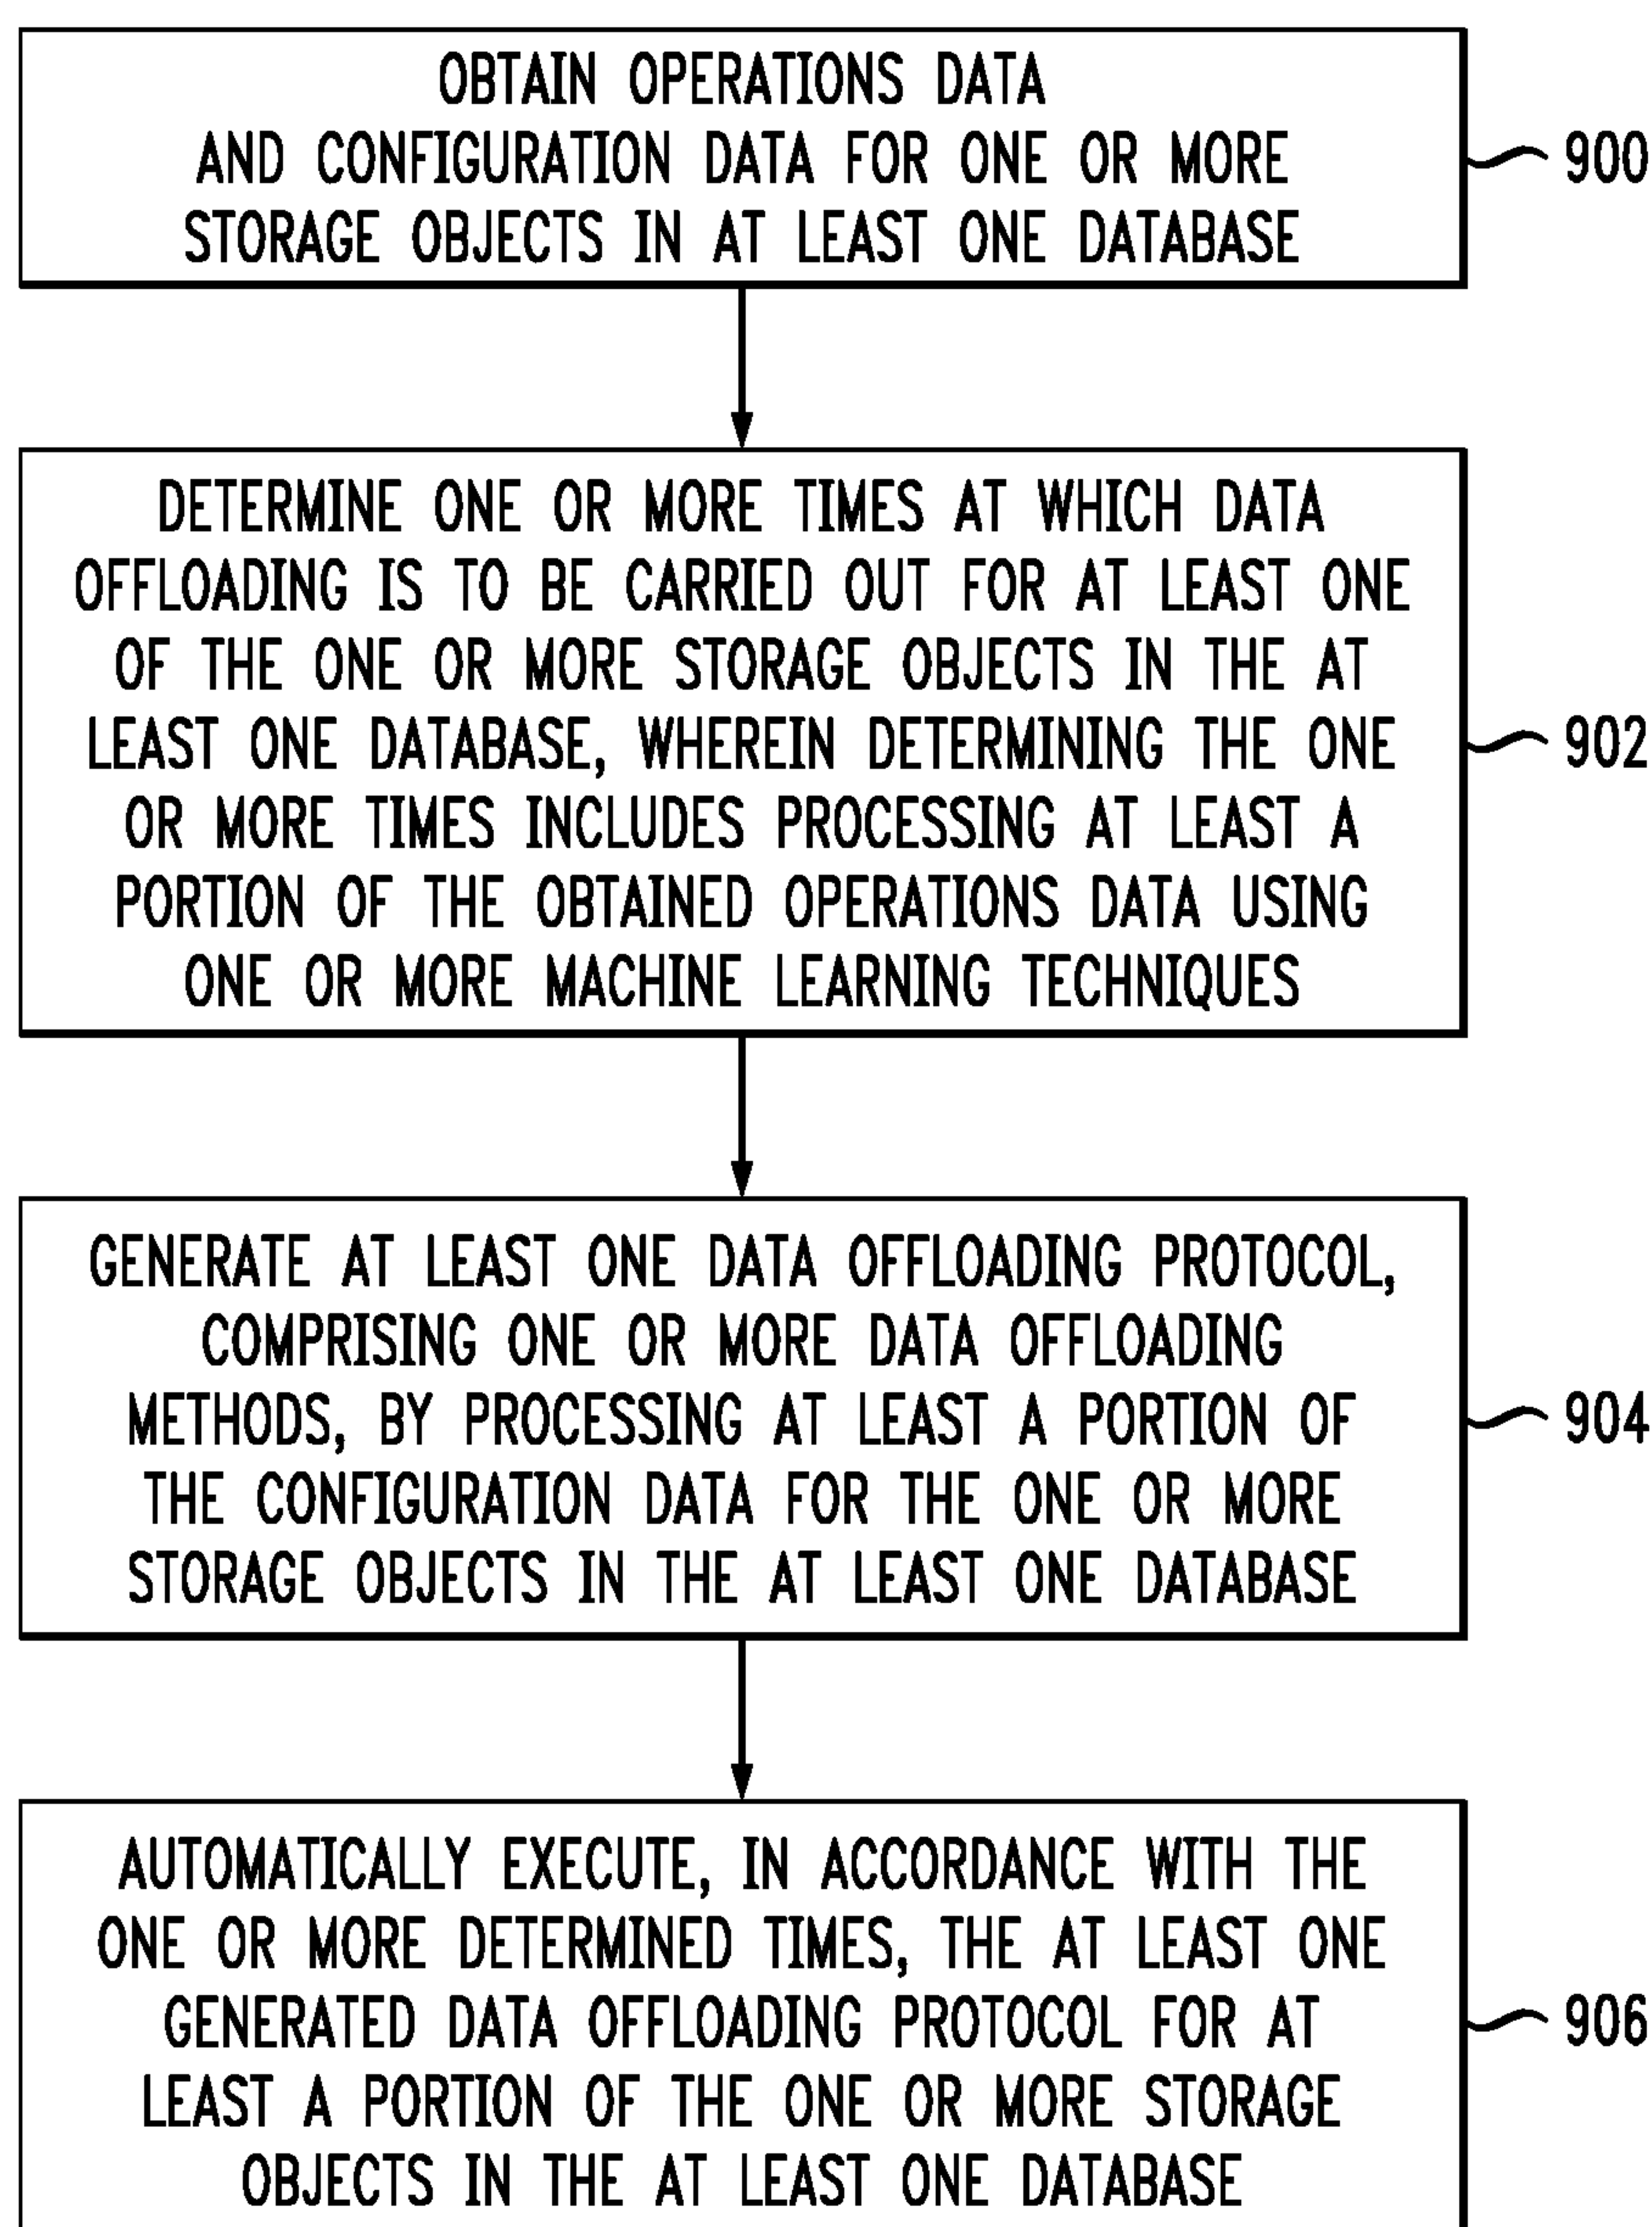 OBTAIN OPERATIONS DATA
AND CONFIGURATION DATA FOR ONE OR MORE
STORAGE OBJECTS IN AT LEAST ONE DATABASE
900
DETERMINE ONE OR MORE TIMES AT WHICH DATA
OFFLOADING IS TO BE CARRIED OUT FOR AT LEAST ONE
OF THE ONE OR MORE STORAGE OBJECTS IN THE AT
LEAST ONE DATABASE, WHEREIN DETERMINING THE ONE
OR MORE TIMES INCLUDES PROCESSING AT LEAST A
PORTION OF THE OBTAINED OPERATIONS DATA USING
ONE OR MORE MACHINE LEARNING TECHNIQUES
902
GENERATE AT LEAST ONE DATA OFFLOADING PROTOCOL,
COMPRISING ONE OR MORE DATA OFFLOADING
METHODS, BY PROCESSING AT LEAST A PORTION OF
THE CONFIGURATION DATA FOR THE ONE OR MORE
STORAGE OBJECTS IN THE AT LEAST ONE DATABASE
904
AUTOMATICALLY EXECUTE, IN ACCORDANCE WITH THE
ONE OR MORE DETERMINED TIMES, THE AT LEAST ONE
GENERATED DATA OFFLOADING PROTOCOL FOR AT
LEAST A PORTION OF THE ONE OR MORE STORAGE
OBJECTS IN THE AT LEAST ONE DATABASE
906